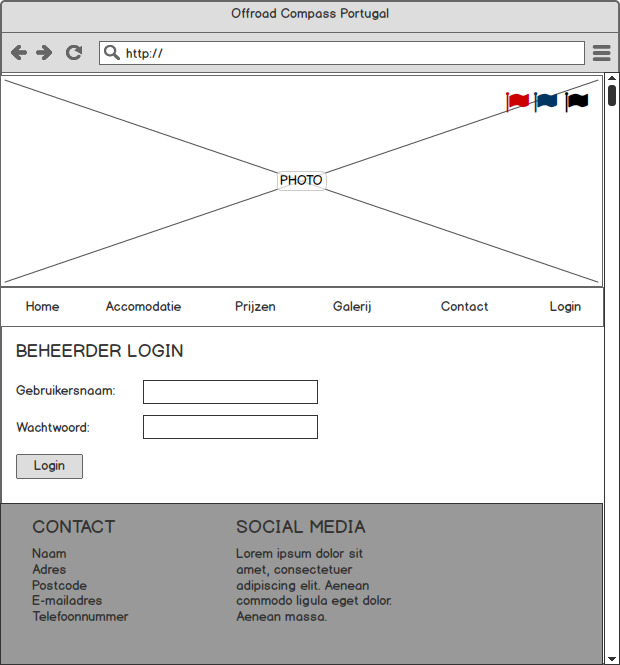 Offroad Compass Portugal
http://
PHOTO
Home Accomodatie Prijzen Galerij Contact Login
BEHEERDER LOGIN
Gebruikersnaam:
Wachtwoord:
Login
CONTACT
Naam
Adres
Postcode
E-mailadres
Telefoonnummer
SOCIAL MEDIA
Lorem ipsum dolor sit
amet, consectetuer
adipiscing elit. Aenean
commodo ligula eget dolor.
Aenean massa.